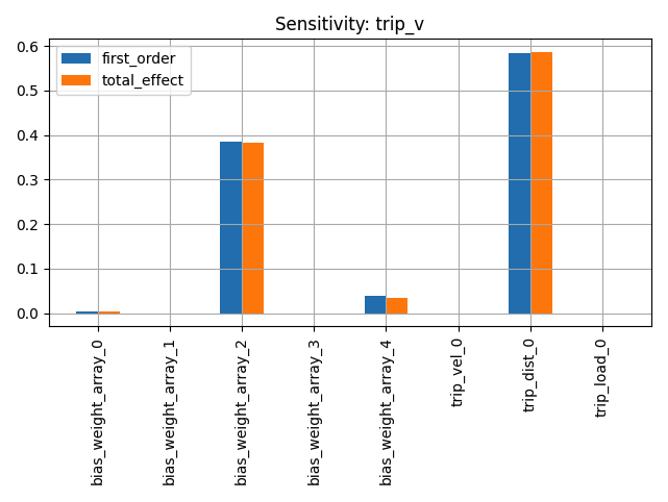 Sensitivity: trip_v
first_order
total_effect
0.6
0.5
0.4
0.3
0.2
0.1
0.0
bias_weight_array_0
bias_weight_array_1
bias_weight_array_2
bias_weight_array_3
bias_weight_array_4
trip_vel_0
trip_dist_0
trip_load_0